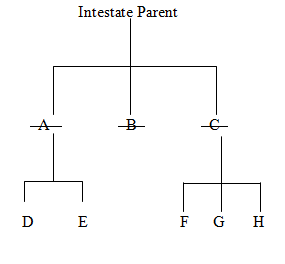 Intestate Parent
A B C
D E F G H